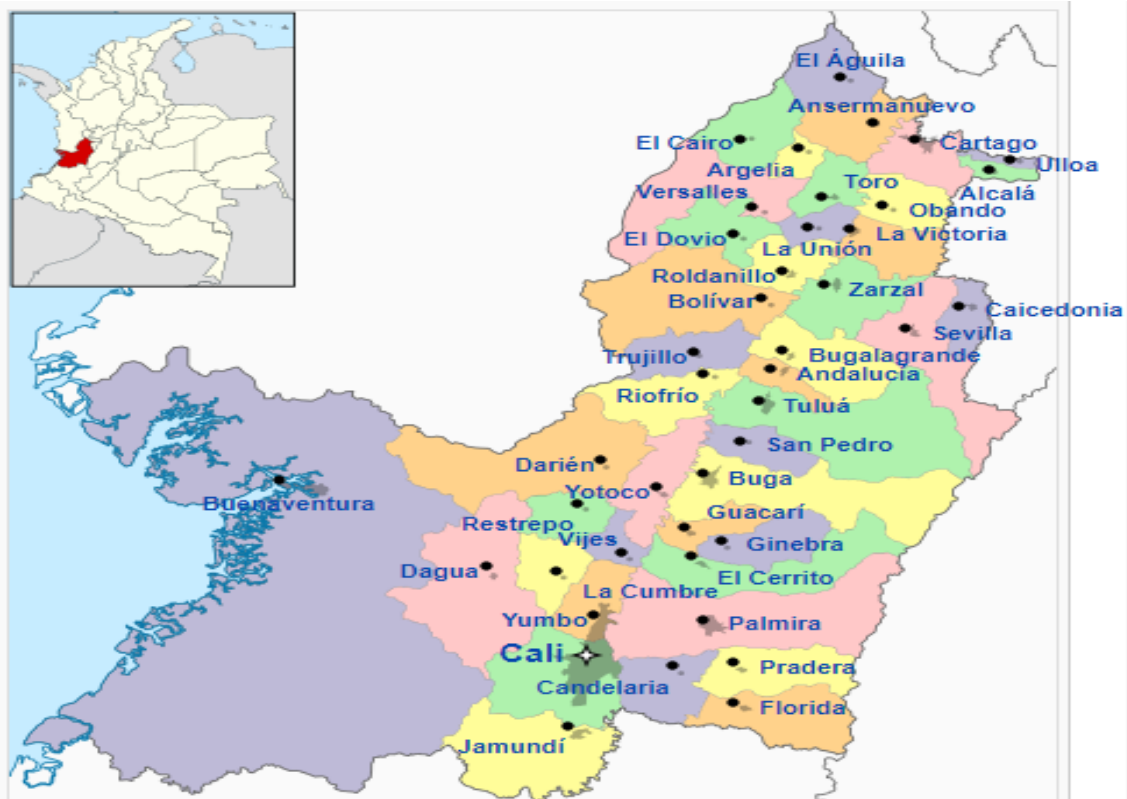 El Águila
Ansermanuevo
El Cairo
Cartago
Argelia
Ulloa
Versalles
Toro
Alcalá
Obando
El Dovio
La Victoria
La Unión
Roldanillo
Bolívar
Zarzal
Caicedonia
Sevilla
Trujillo
Bugalagrande
Andalucía
Riofrío
Tuluá
San Pedro
Darién
Buga
Yotoco
Buenaventura
Guacarí
Restrepo
Vijes
Ginebra
Dagua
El Cerrito
La Cumbre
Yumbo
Palmira
Cali
Pradera
Candelaria
Florida
Jamundí